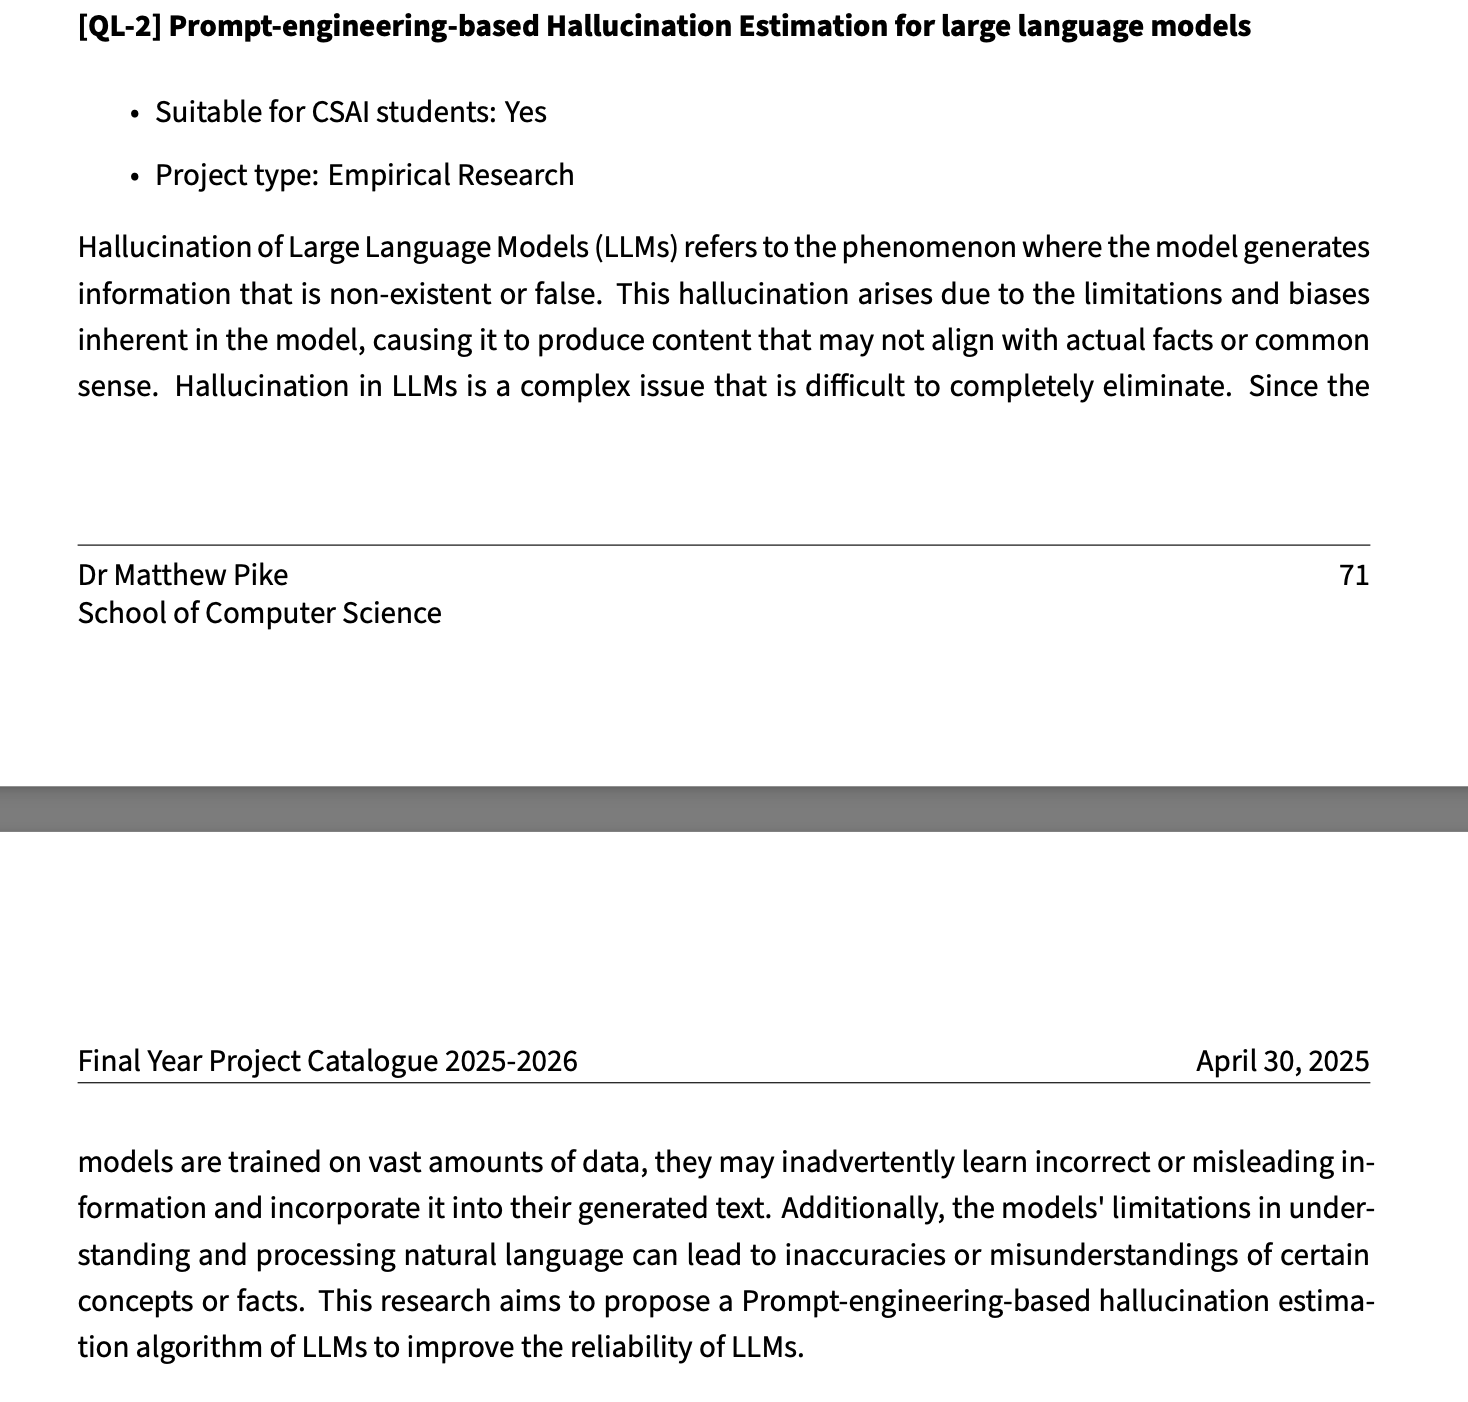 [QL-2] Prompt-engineering-based Hallucination Estimation for large language models
• Suitable for CSAI students: Yes
• Project type: Empirical Research
Hallucination of Large Language Models (LLMs) refers to the phenomenon where the model generates
information that is non-existent or false. This hallucination arises due to the limitations and biases
inherent in the model, causing it to produce content that may not align with actual facts or common
sense. Hallucination in LLMs is a complex issue that is difficult to completely eliminate. Since the
Dr Matthew Pike 71
School of Computer Science
Final Year Project Catalogue 2025-2026 April 30, 2025
models are trained on vast amounts of data, they may inadvertently learn incorrect or misleading in-
formation and incorporate it into their generated text. Additionally, the models' limitations in under-
standing and processing natural language can lead to inaccuracies or misunderstandings of certain
concepts or facts. This research aims to propose a Prompt-engineering-based hallucination estima-
tion algorithm of LLMs to improve the reliability of LLMs.